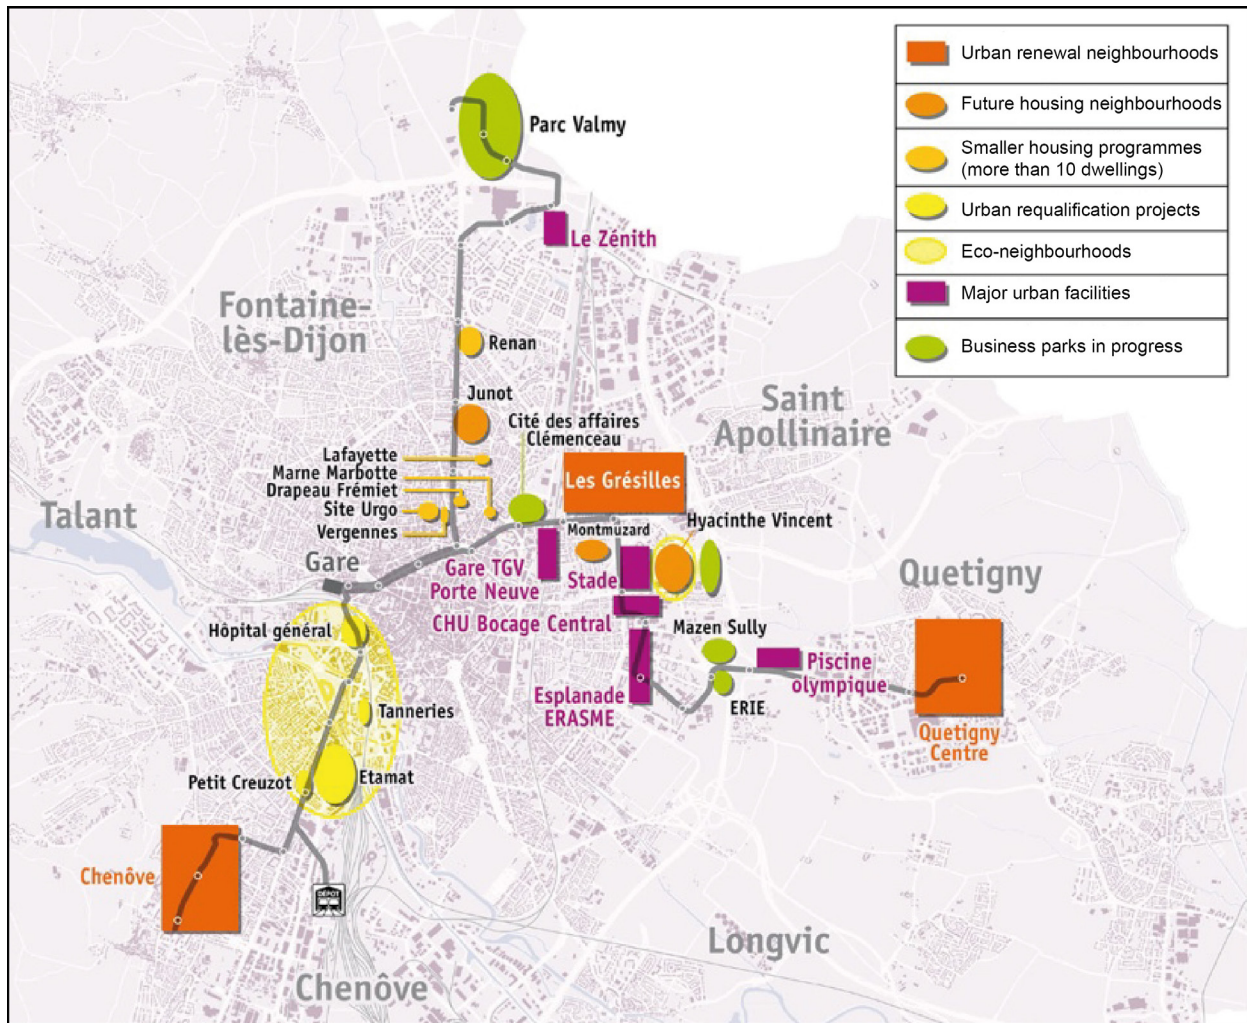 Urban renewal neighbourhoods
Future housing neighbourhoods
Smaller housing programmes
(more than 10 dwellings)
Urban requalification projects
Eco-neighbourhoods
Major urban facilities
Business parks in progress
Parc Valmy
Le Zénith
Fontaine-
lès-Dijon
Renan
Junot
Saint
Apollinaire
Cité des affaires
Clémenceau
Lafayette
Marne Marbotte
Drapeau Frémiet
Site Urgo
Vergennes
Les Grésilles
Talant
Hyacinthe Vincent
Montmuzard
Gare
Gare TGV
Porte Neuve
Stade
Quetigny
CHU Bocage Central
Hôpital général
Mazen Sully
Piscine
olympique
Esplanade
ERASME
ERIE
Tanneries
Quetigny
Centre
Petit Creuzot
Etamat
Chenôve
DÉPOT
Longvic
Chenôve